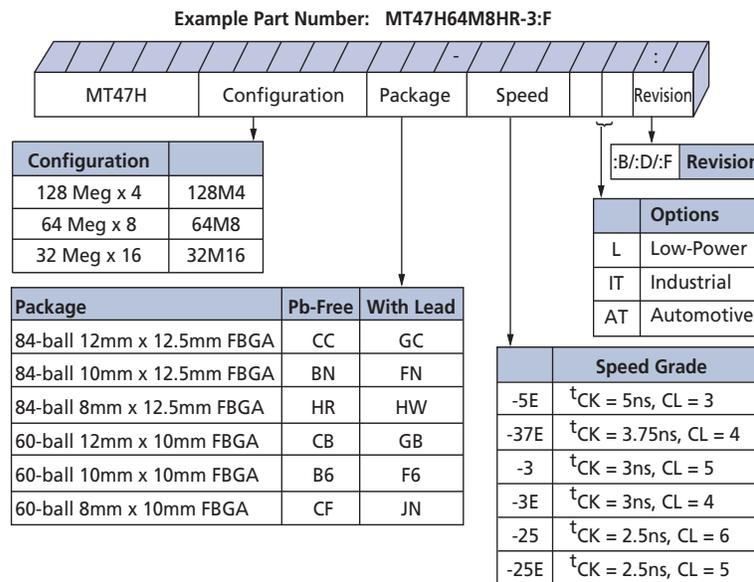 Example Part Number: MT47H64M8HR-3:F
- :
MT47H Configuration Package Speed Revision
:B/:D/:F Revision
Configuration
128 Meg x 4 128M4
64 Meg x 8 64M8
32 Meg x 16 32M16
Options
L Low-Power
IT Industrial
AT Automotive
Package Pb-Free With Lead
84-ball 12mm x 12.5mm FBGA CC GC
84-ball 10mm x 12.5mm FBGA BN FN
84-ball 8mm x 12.5mm FBGA HR HW
60-ball 12mm x 10mm FBGA CB GB
60-ball 10mm x 10mm FBGA B6 F6
60-ball 8mm x 10mm FBGA CF JN
Speed Grade
-5E tCK = 5ns, CL = 3
-37E tCK = 3.75ns, CL = 4
-3 tCK = 3ns, CL = 5
-3E tCK = 3ns, CL = 4
-25 tCK = 2.5ns, CL = 6
-25E tCK = 2.5ns, CL = 5